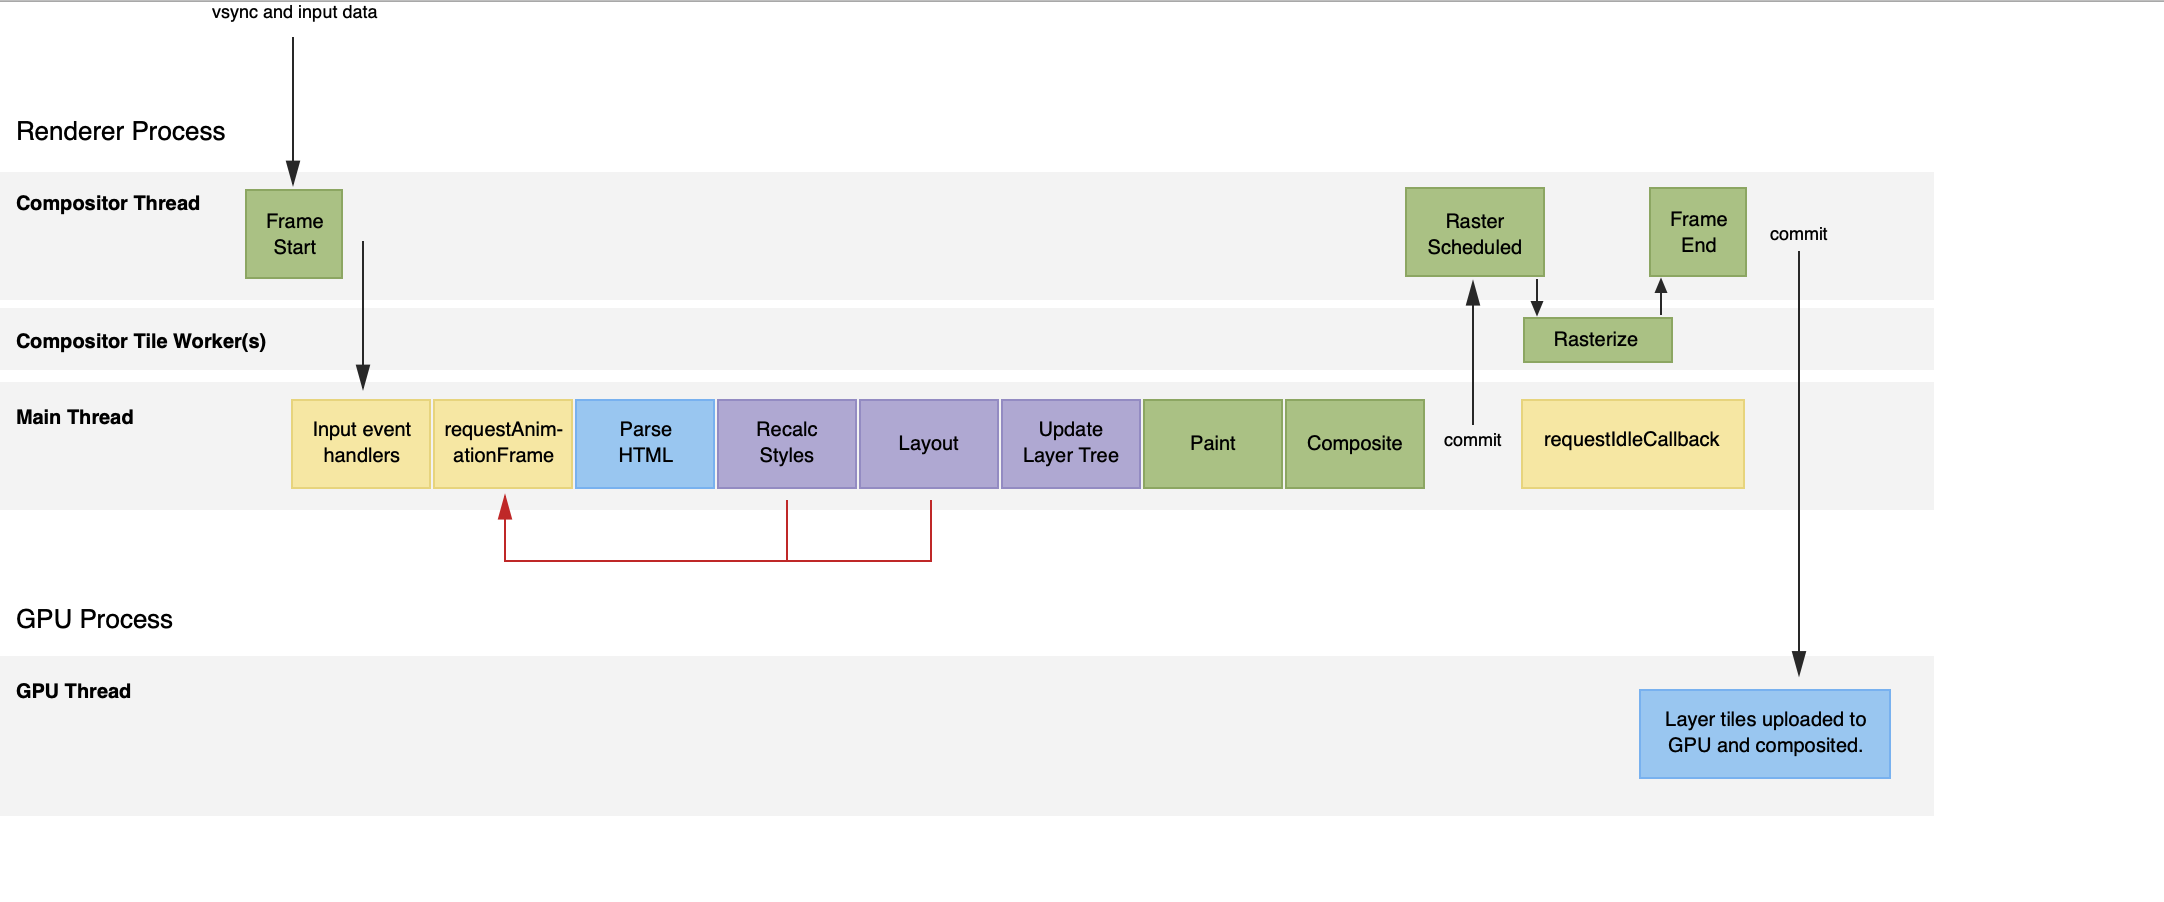 vsync and input data
Renderer Process
Compositor Thread
Frame
Start
Raster
Scheduled
Frame
End
commit
Compositor Tile Worker(s)
Rasterize
Main Thread
Input event
handlers
requestAnim-
ationFrame
Parse
HTML
Recalc
Styles
Layout
Update
Layer Tree
Paint
Composite
commit
requestIdleCallback
GPU Process
GPU Thread
Layer tiles uploaded to
GPU and composited.